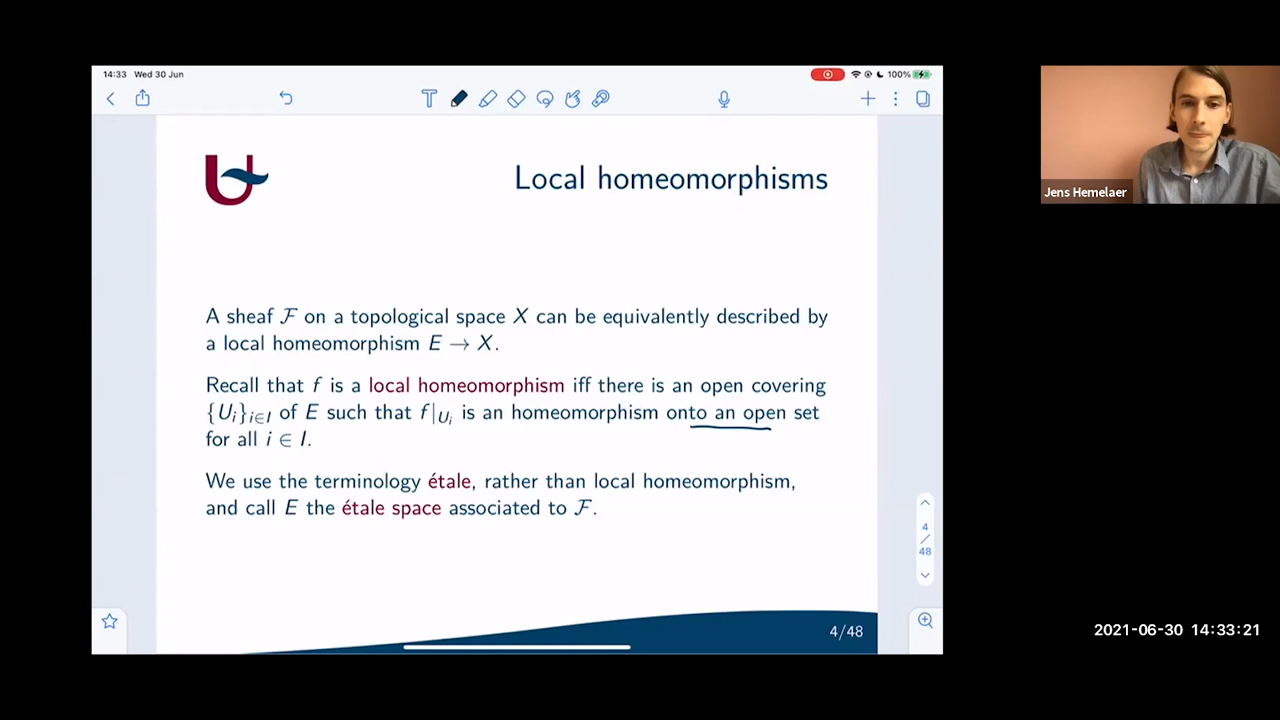 14:33 Wed 30 Jun
100%
Local homeomorphisms
A sheaf ℱ on a topological space X can be equivalently described by
a local homeomorphism E → X.
Recall that f is a local homeomorphism iff there is an open covering
{U_i}_{i∈I} of E such that f|_{U_i} is an homeomorphism onto an open set
for all i ∈ I.
We use the terminology étale, rather than local homeomorphism,
and call E the étale space associated to ℱ.
4
/
48
4/48
Jens Hemelaer
2021-06-30 14:33:21